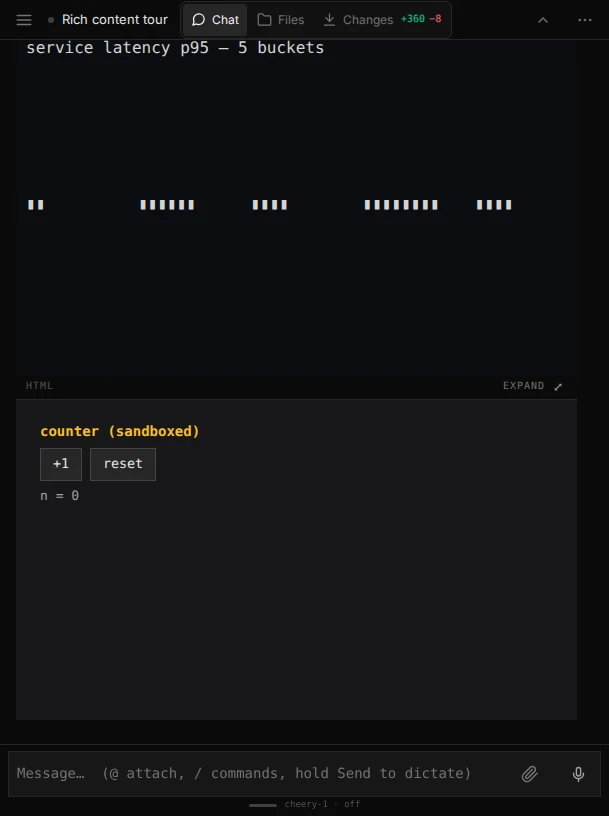 Rich content tour Chat Files Changes +360 −8
service latency p95 — 5 buckets
▮▮ ▮▮▮▮▮▮ ▮▮▮▮ ▮▮▮▮▮▮▮▮ ▮▮▮▮
HTML EXPAND
counter (sandboxed)
+1 reset
n = 0
Message… (@ attach, / commands, hold Send to dictate)
cheery-1 · off